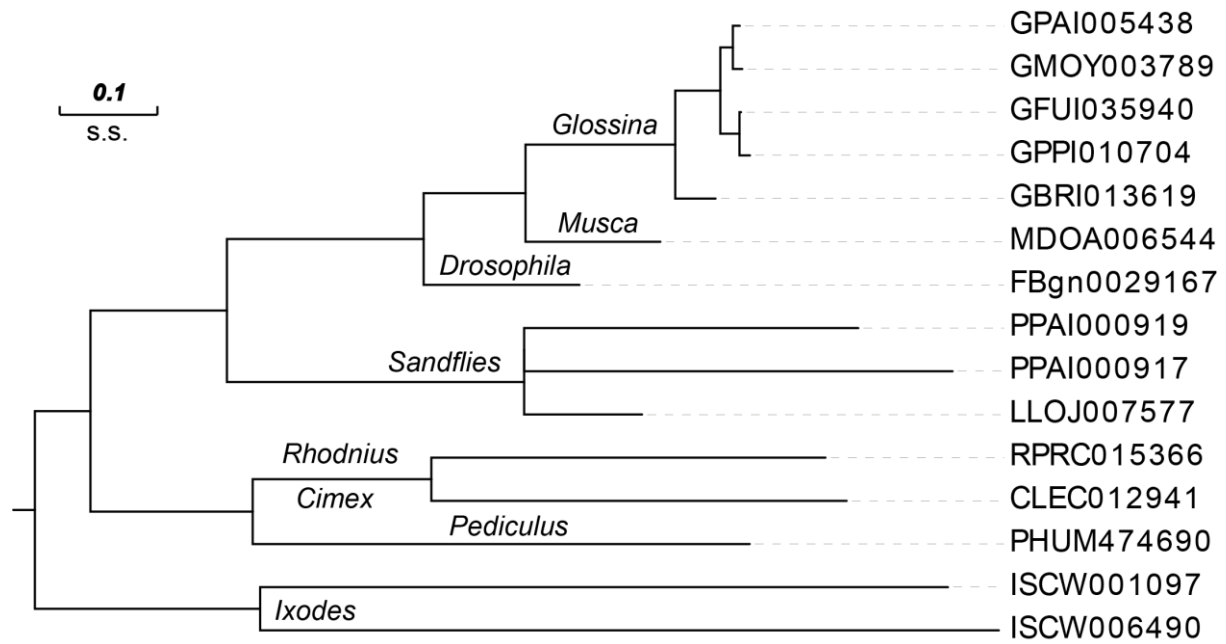 GPAI005438
GMOY003789
0.1
s.s.
GFUI035940
Glossina
GPPI010704
GBRI013619
Musca
MDOA006544
Drosophila
FBgn0029167
PPAI000919
Sandflies
PPAI000917
LLOJ007577
Rhodnius
RPRC015366
Cimex
CLEC012941
Pediculus
PHUM474690
ISCW001097
Ixodes
ISCW006490